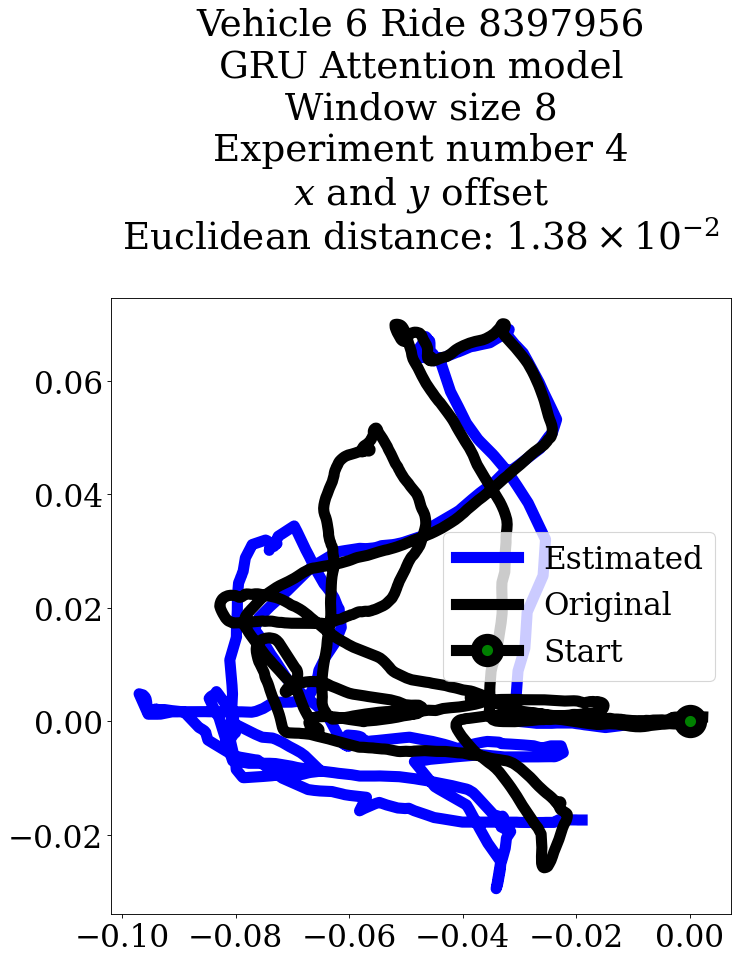 Vehicle 6 Ride 8397956
GRU Attention model
Window size 8
Experiment number 4
x and y offset
Euclidean distance: 1.38 × 10⁻²
0.06
0.04
0.02
0.00
−0.02
Estimated
Original
Start
−0.10 −0.08 −0.06 −0.04 −0.02 0.00